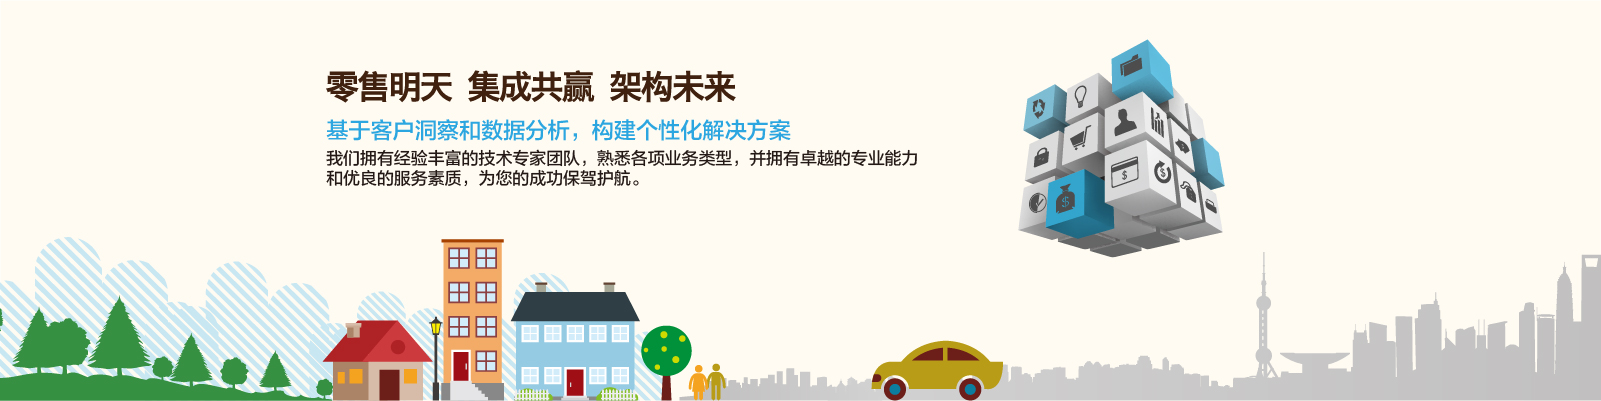 零售明天 集成共赢 架构未来
基于客户洞察和数据分析，构建个性化解决方案
我们拥有经验丰富的技术专家团队，熟悉各项业务类型，并拥有卓越的专业能力
和优良的服务素质，为您的成功保驾护航。